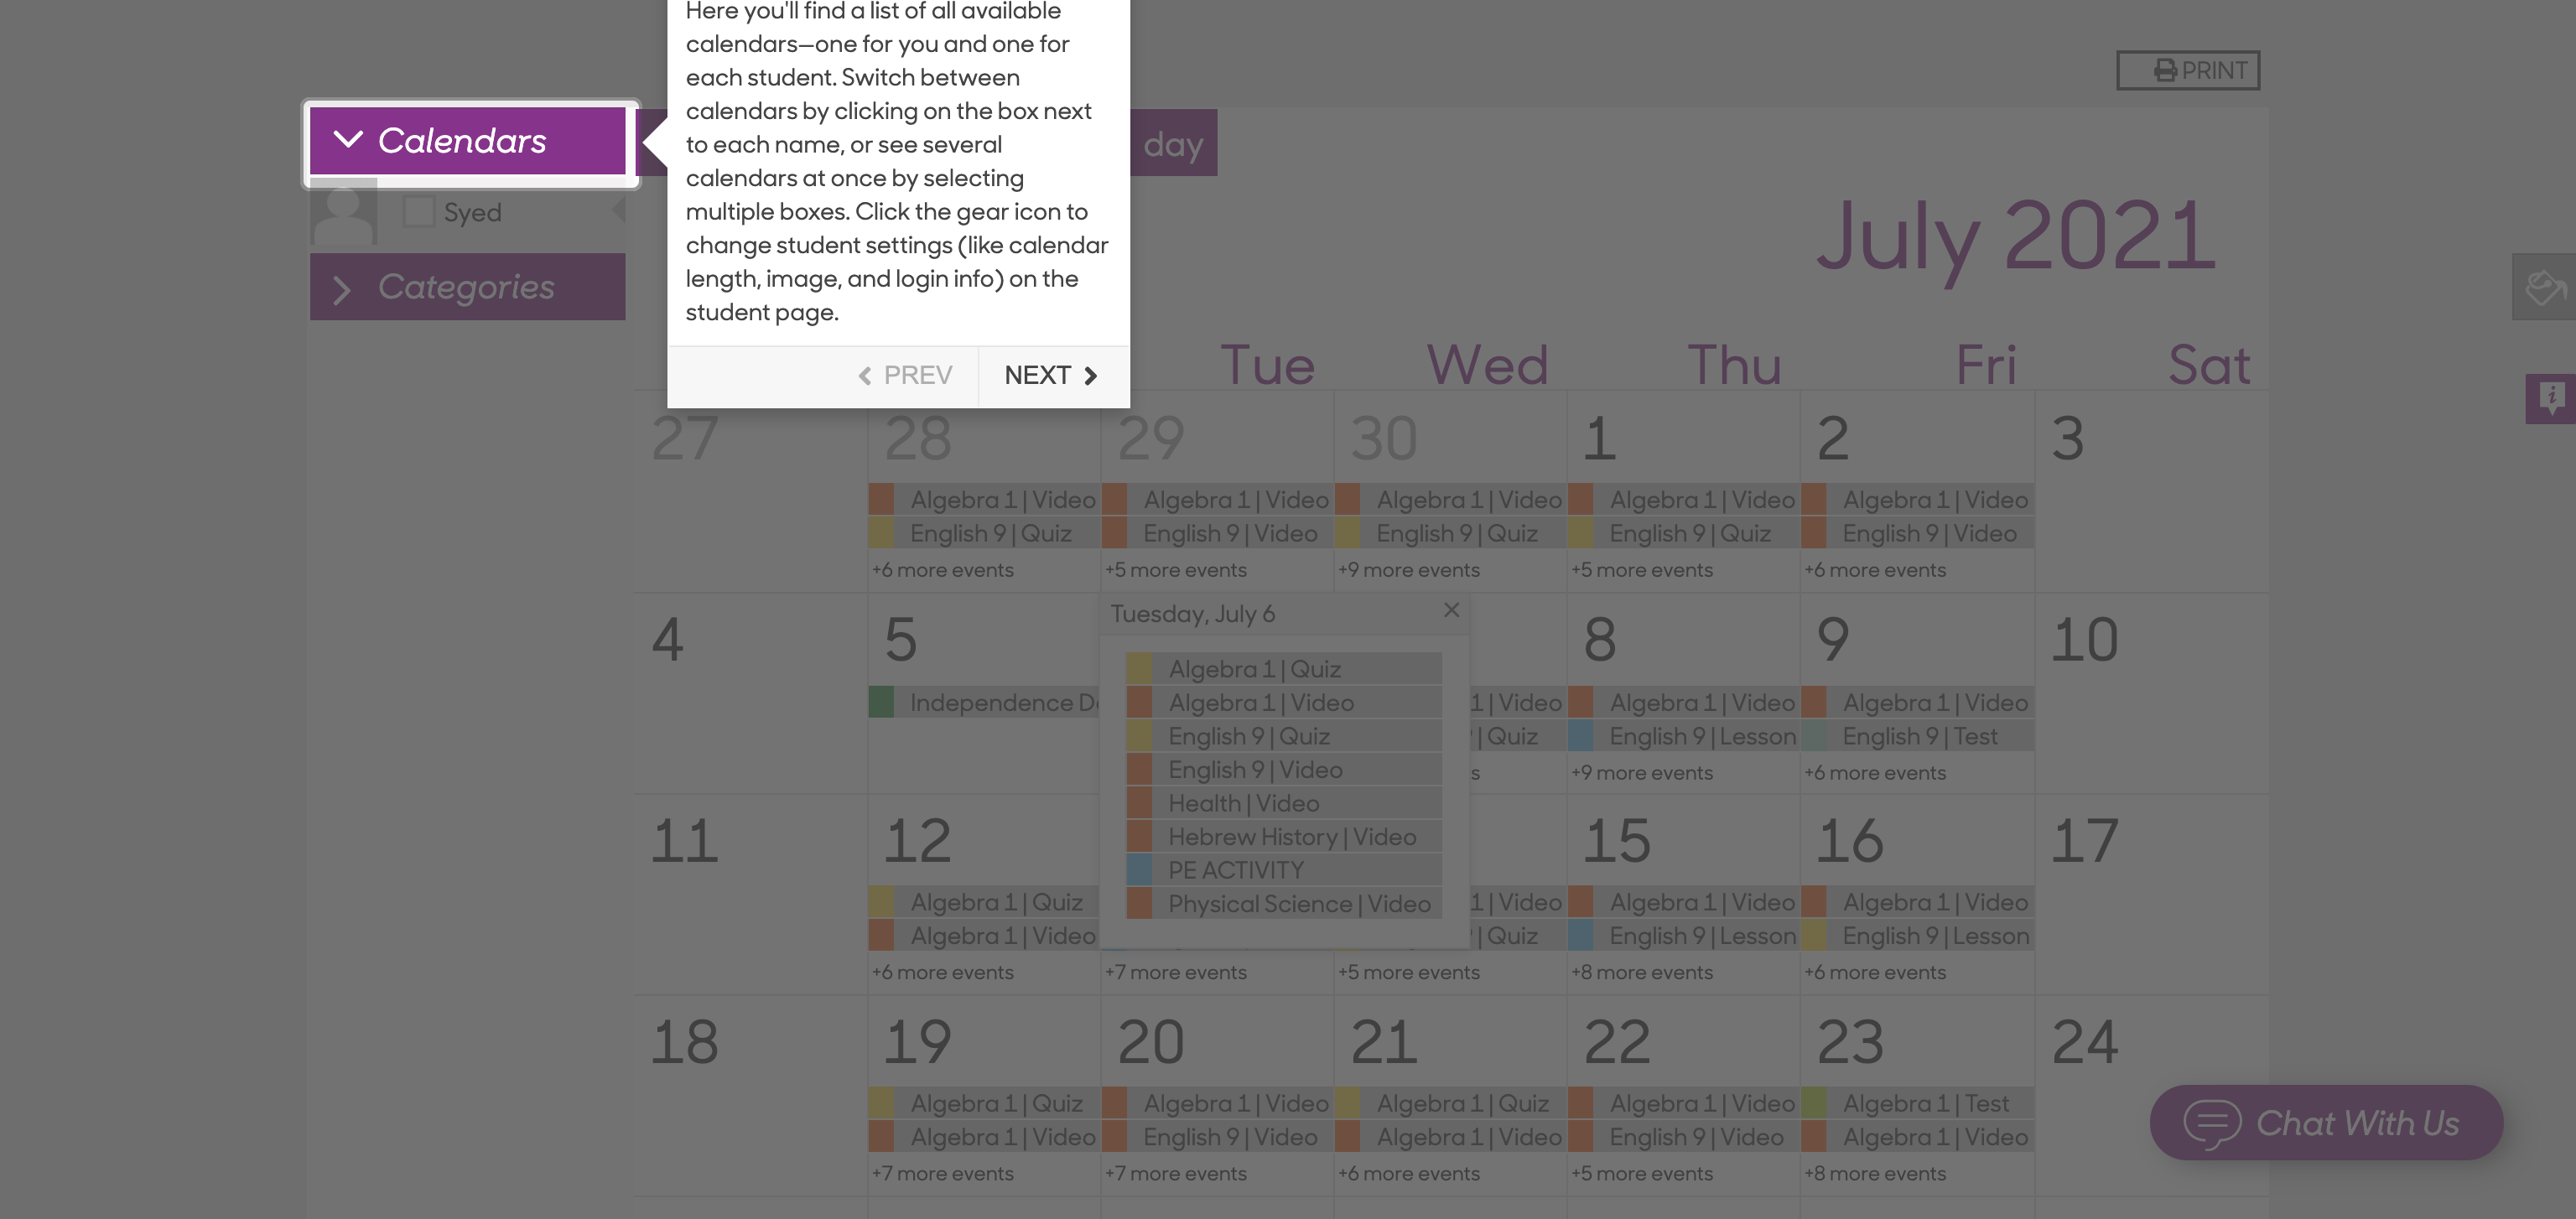 Here you'll find a list of all available
calendars—one for you and one for
each student. Switch between
calendars by clicking on the box next
to each name, or see several
calendars at once by selecting
multiple boxes. Click the gear icon to
change student settings (like calendar
length, image, and login info) on the
student page.
PREV
NEXT
PRINT
Calendars
day
Syed
Categories
July 2021
Tue Wed Thu Fri Sat
27 28 29 30 1 2 3
Algebra 1 | Video Algebra 1 | Video Algebra 1 | Video Algebra 1 | Video Algebra 1 | Video
English 9 | Quiz English 9 | Video English 9 | Quiz English 9 | Quiz English 9 | Video
+6 more events +5 more events +9 more events +5 more events +6 more events
Tuesday, July 6
Algebra 1 | Quiz
Algebra 1 | Video
English 9 | Quiz
English 9 | Video
Health | Video
Hebrew History | Video
PE ACTIVITY
Physical Science | Video
4 5 8 9 10
Independence 1 | Video Algebra 1 | Video Algebra 1 | Video
| Quiz English 9 | Lesson English 9 | Test
+9 more events +6 more events
11 12 15 16 17
Algebra 1 | Quiz 1 | Video Algebra 1 | Video Algebra 1 | Video
Algebra 1 | Video | Quiz English 9 | Lesson English 9 | Lesson
+6 more events +7 more events +5 more events +8 more events +6 more events
18 19 20 21 22 23 24
Algebra 1 | Quiz Algebra 1 | Video Algebra 1 | Quiz Algebra 1 | Video Algebra 1 | Test
Algebra 1 | Video English 9 | Video Algebra 1 | Video English 9 | Video Algebra 1 | Video
+7 more events +7 more events +6 more events +5 more events +8 more events
Chat With Us